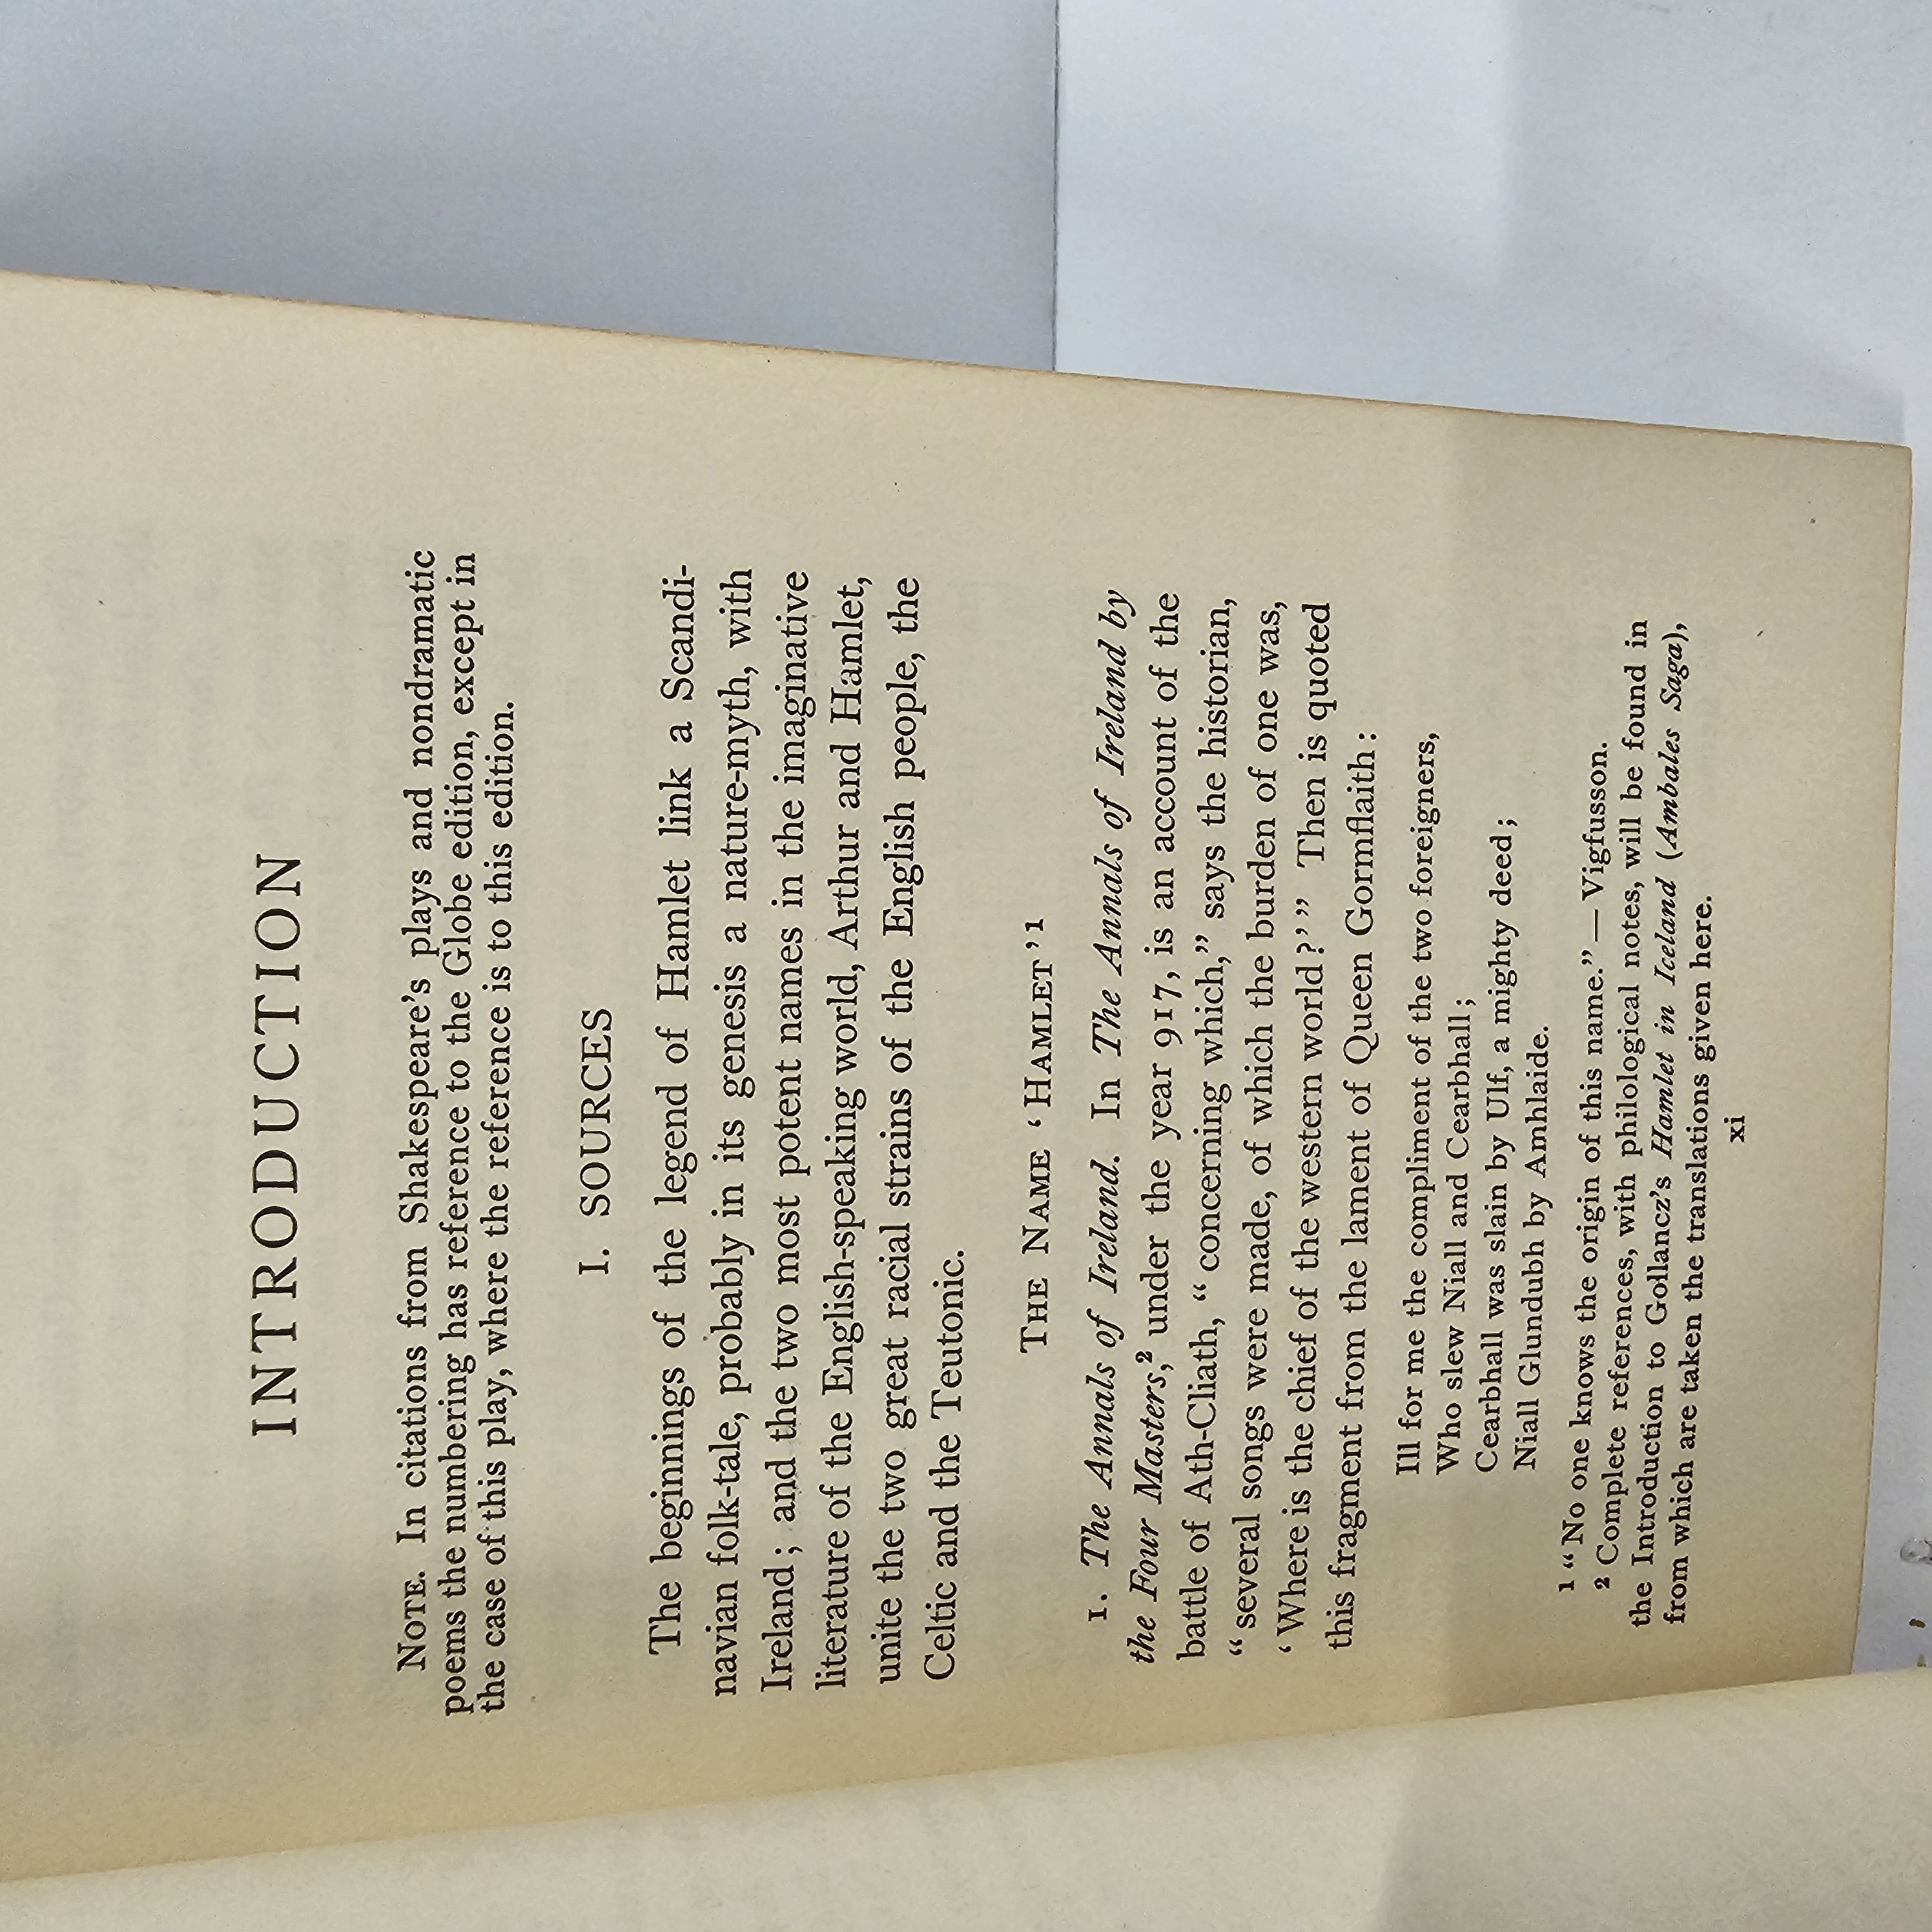 INTRODUCTION
NOTE. In citations from Shakespeare's plays and nondramatic
poems the numbering has reference to the Globe edition, except in
the case of this play, where the reference is to this edition.
I. SOURCES
The beginnings of the legend of Hamlet link a Scandi-
navian folk-tale, probably in its genesis a nature-myth, with
Ireland; and the two most potent names in the imaginative
literature of the English-speaking world, Arthur and Hamlet,
unite the two great racial strains of the English people, the
Celtic and the Teutonic.
THE NAME 'HAMLET'¹
1. The Annals of Ireland. In The Annals of Ireland by
the Four Masters,² under the year 917, is an account of the
battle of Ath-Cliath, "concerning which," says the historian,
"several songs were made, of which the burden of one was,
'Where is the chief of the western world?'" Then is quoted
this fragment from the lament of Queen Gormflaith:
Ill for me the compliment of the two foreigners,
Who slew Niall and Cearbhall;
Cearbhall was slain by Ulf, a mighty deed;
Niall Glundubh by Amhlaide.
¹ "No one knows the origin of this name." — Vigfusson.
² Complete references, with philological notes, will be found in
the Introduction to Gollancz's Hamlet in Iceland (Ambales Saga),
from which are taken the translations given here.
xi